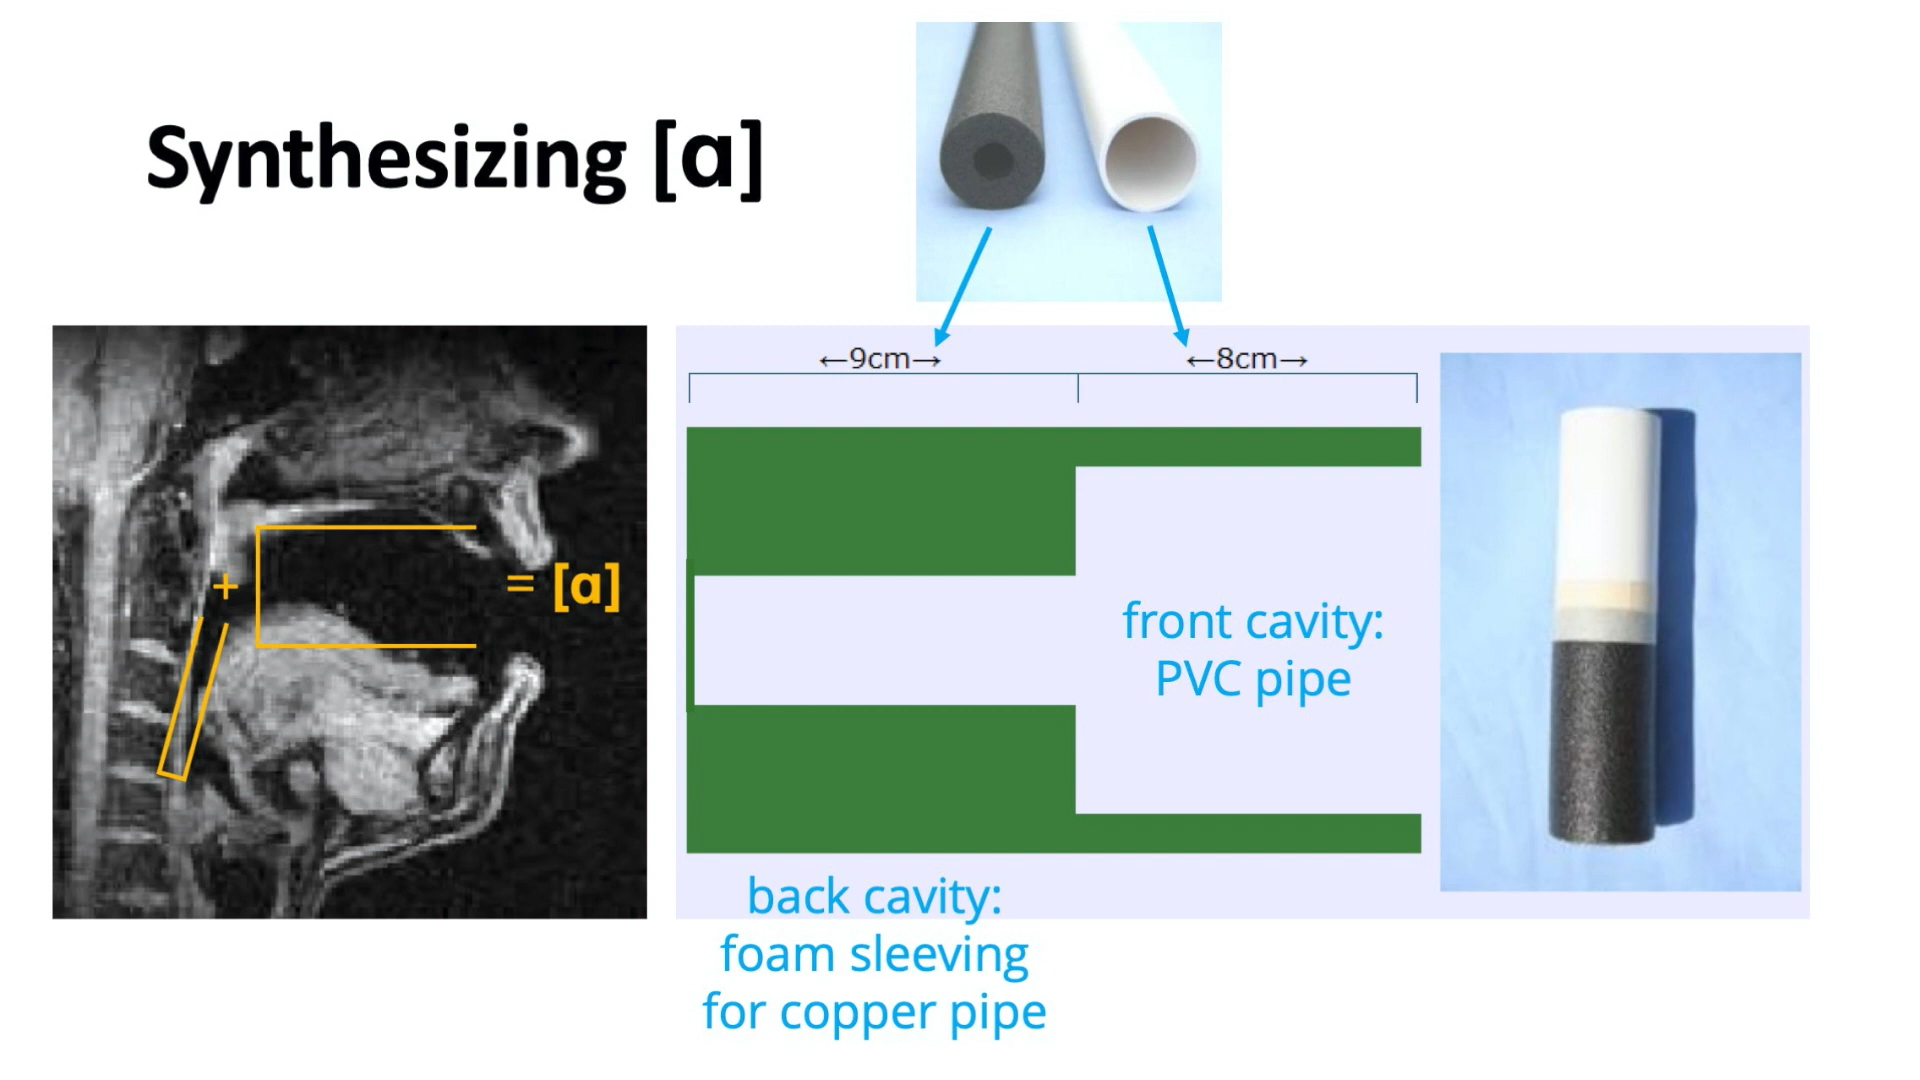 Synthesizing [ɑ]
←9cm→
←8cm→
+
= [ɑ]
front cavity:
PVC pipe
back cavity:
foam sleeving
for copper pipe